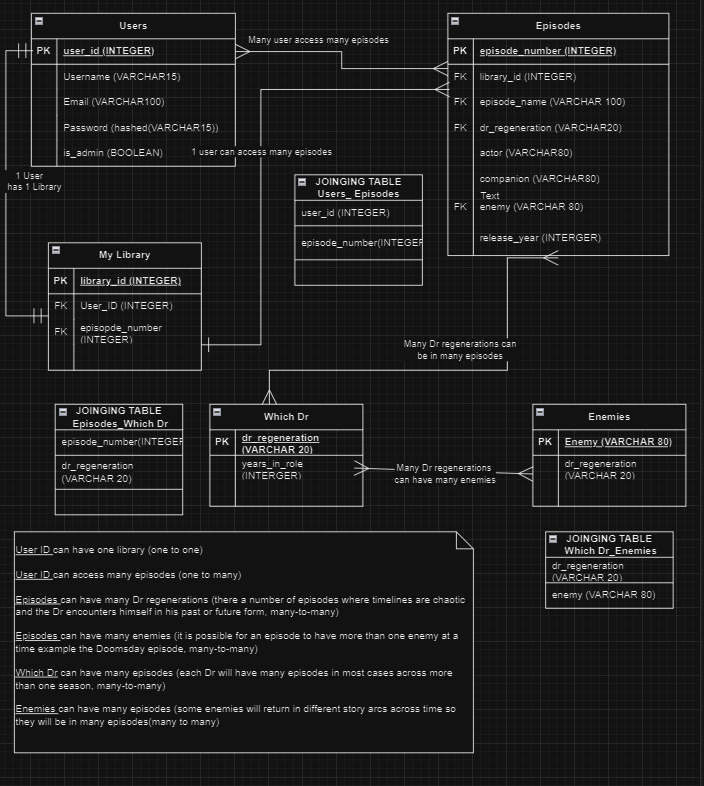 Users
PK user_id (INTEGER)
Username (VARCHAR15)
Email (VARCHAR100)
Password (hashed(VARCHAR15))
is_admin (BOOLEAN)
Many user access many episodes
Episodes
PK episode_number (INTEGER)
FK library_id (INTEGER)
FK episode_name (VARCHAR 100)
FK dr_regeneration (VARCHAR20)
actor (VARCHAR80)
companion (VARCHAR80)
Text
FK enemy (VARCHAR 80)
release_year (INTERGER)
1 user can access many episodes
1 User
has 1 Library
JOINGING TABLE
Users_ Episodes
user_id (INTEGER)
episode_number(INTEGER
My Library
PK library_id (INTEGER)
FK User_ID (INTEGER)
FK episopde_number
(INTEGER)
Many Dr regenerations can
be in many episodes
JOINGING TABLE
Episodes_Which Dr
episode_number(INTEGER
dr_regeneration
(VARCHAR 20)
Which Dr
PK dr_regeneration
(VARCHAR 20)
years_in_role
(INTERGER)
Many Dr regenerations
can have many enemies
Enemies
PK Enemy (VARCHAR 80)
dr_regeneration
(VARCHAR 20)
JOINGING TABLE
Which Dr_Enemies
dr_regeneration
(VARCHAR 20)
enemy (VARCHAR 80)
User ID can have one library (one to one)
User ID can access many episodes (one to many)
Episodes can have many Dr regenerations (there a number of episodes where timelines are chaotic
and the Dr encounters himself in his past or future form, many-to-many)
Episodes can have many enemies (it is possible for an episode to have more than one enemy at a
time example the Doomsday episode, many-to-many)
Which Dr can have many episodes (each Dr will have many episodes in most cases across more
than one season, many-to-many)
Enemies can have many episodes (some enemies will return in different story arcs across time so
they will be in many episodes(many to many)